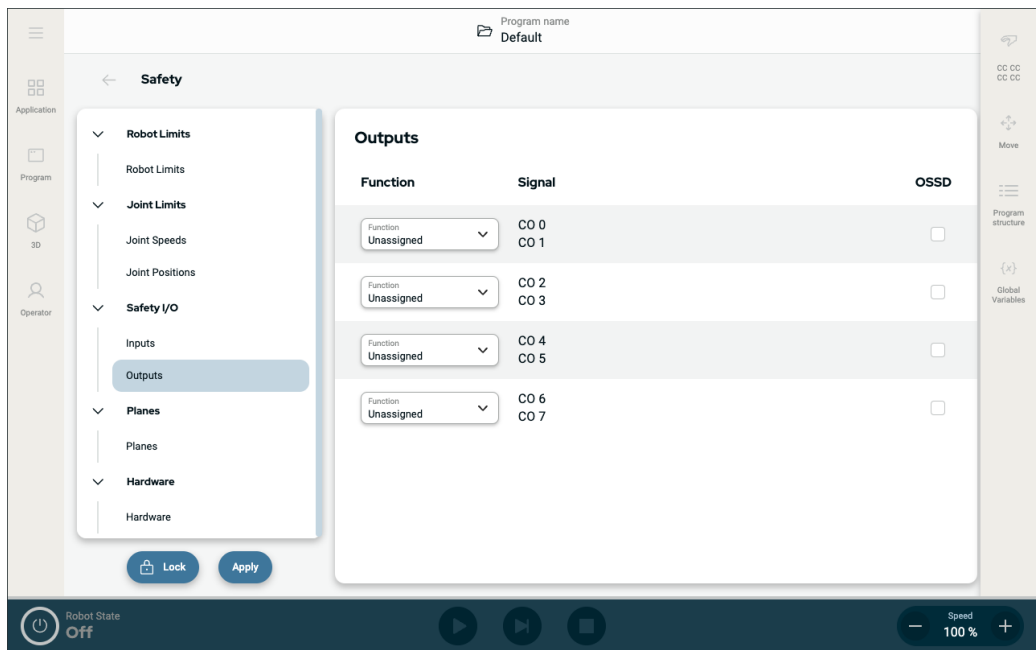 Program name
Default
Application
Program
3D
Operator
Safety
Robot Limits
Robot Limits
Joint Limits
Joint Speeds
Joint Positions
Safety I/O
Inputs
Outputs
Planes
Planes
Hardware
Hardware
Lock
Apply
Outputs
Function Signal OSSD
Function
Unassigned
CO 0
CO 1
Function
Unassigned
CO 2
CO 3
Function
Unassigned
CO 4
CO 5
Function
Unassigned
CO 6
CO 7
CC CC
CC CC
Move
Program
structure
{x}
Global
Variables
Robot State
Off
Speed
100 %